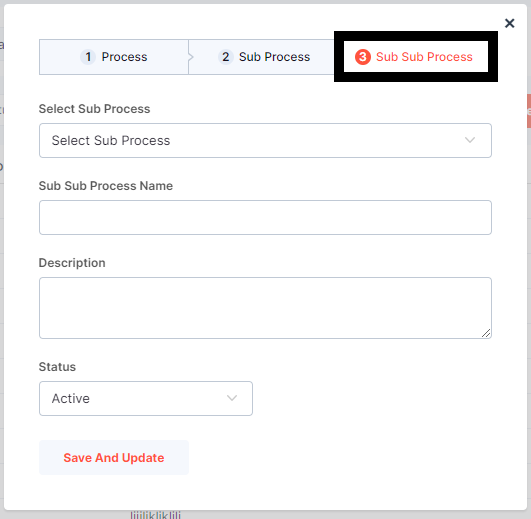 1 Process 2 Sub Process 3 Sub Sub Process
Select Sub Process
Select Sub Process
Sub Sub Process Name
Description
Status
Active
Save And Update